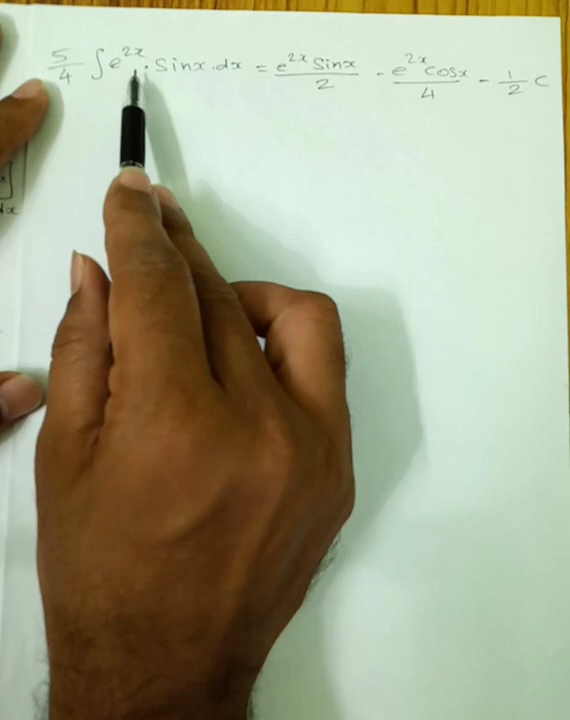 5/4 ∫e^2x . Sinx.dx = e^2x Sinx/2 - e^2x Cosx/4 - 1/2 C